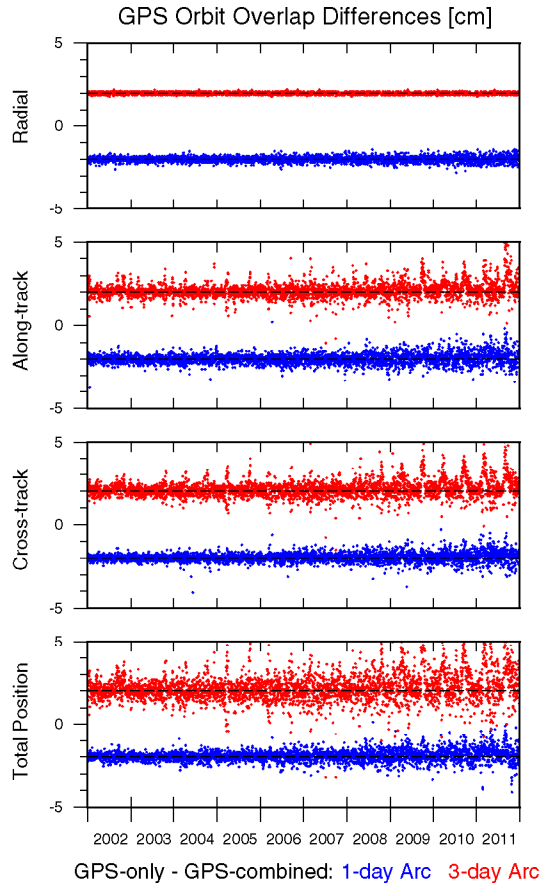 GPS Orbit Overlap Differences [cm]
5
Radial
0
-5
5
Along-track
0
-5
5
Cross-track
0
-5
5
Total Position
0
-5
2002 2003 2004 2005 2006 2007 2008 2009 2010 2011
GPS-only - GPS-combined: 1-day Arc 3-day Arc